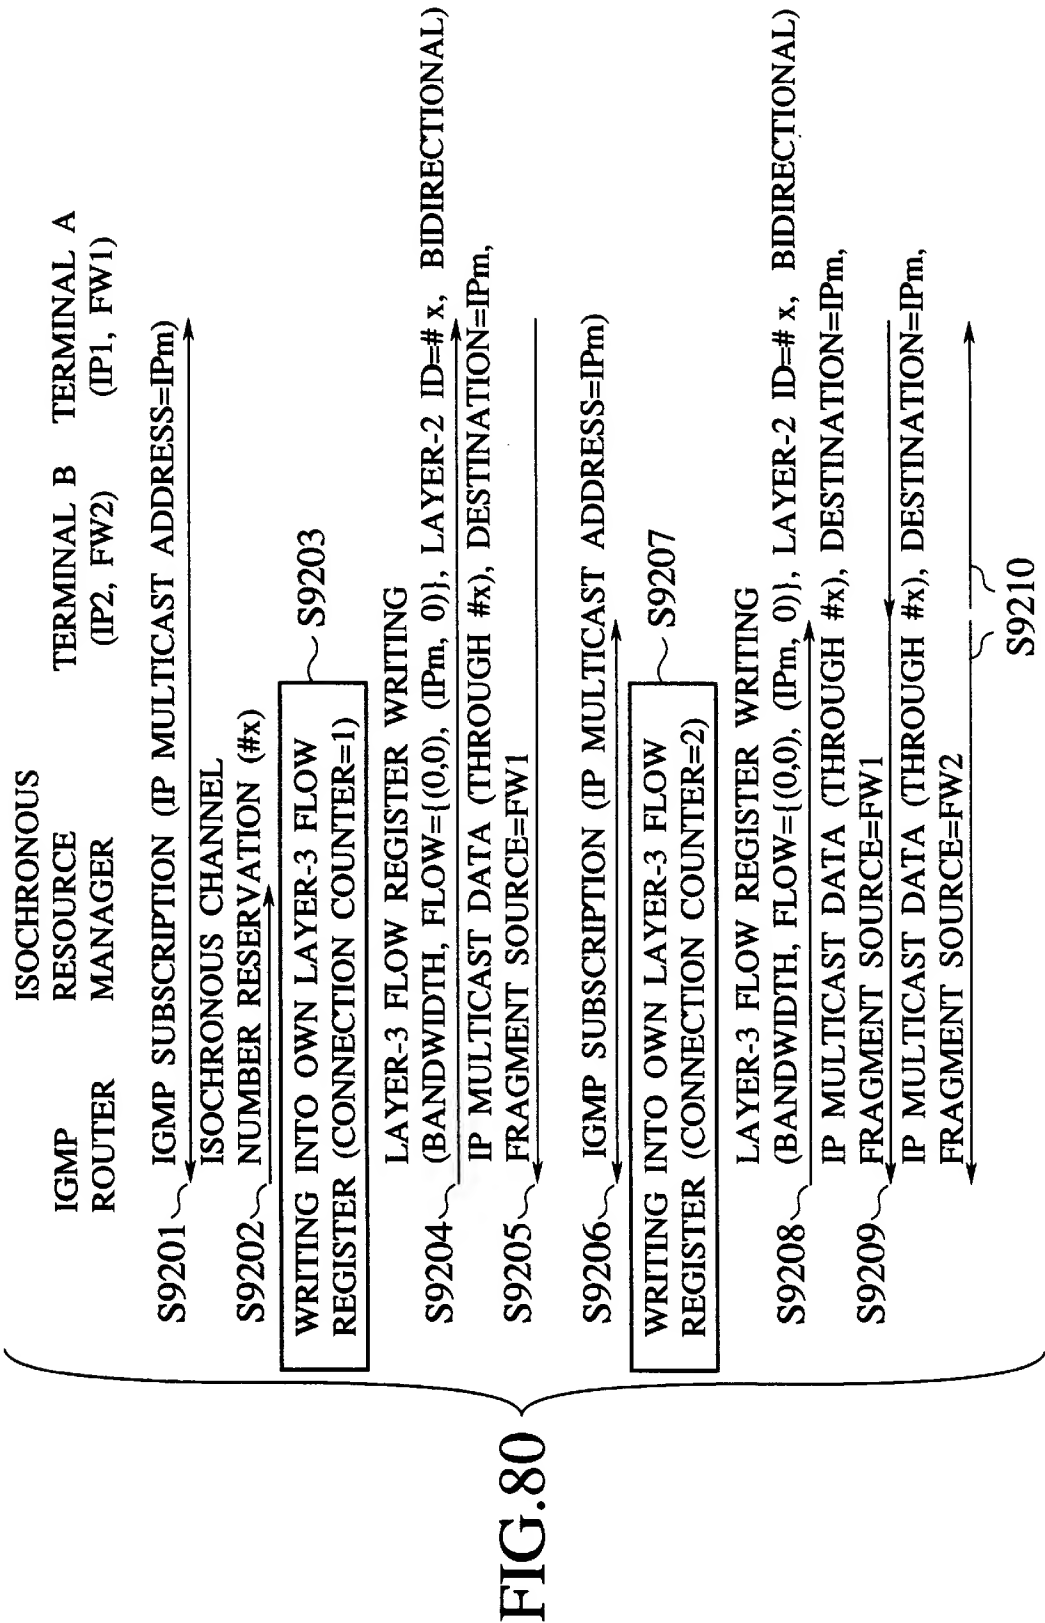 FIG.80
IGMP
ROUTER
ISOCHRONOUS
RESOURCE
MANAGER
TERMINAL B
(IP2, FW2)
TERMINAL A
(IP1, FW1)
S9201
IGMP SUBSCRIPTION (IP MULTICAST ADDRESS=IPm)
S9202
ISOCHRONOUS CHANNEL
NUMBER RESERVATION (#x)
S9203
WRITING INTO OWN LAYER-3 FLOW
REGISTER (CONNECTION COUNTER=1)
S9204
LAYER-3 FLOW REGISTER WRITING
(BANDWIDTH, FLOW={(0,0), (IPm, 0)}, LAYER-2 ID=# x, BIDIRECTIONAL)
S9205
IP MULTICAST DATA (THROUGH #x), DESTINATION=IPm,
FRAGMENT SOURCE=FW1
S9206
IGMP SUBSCRIPTION (IP MULTICAST ADDRESS=IPm)
S9207
WRITING INTO OWN LAYER-3 FLOW
REGISTER (CONNECTION COUNTER=2)
S9208
LAYER-3 FLOW REGISTER WRITING
(BANDWIDTH, FLOW={(0,0), (IPm, 0)}, LAYER-2 ID=# x, BIDIRECTIONAL)
S9209
IP MULTICAST DATA (THROUGH #x), DESTINATION=IPm,
FRAGMENT SOURCE=FW1
IP MULTICAST DATA (THROUGH #x), DESTINATION=IPm,
FRAGMENT SOURCE=FW2
S9210